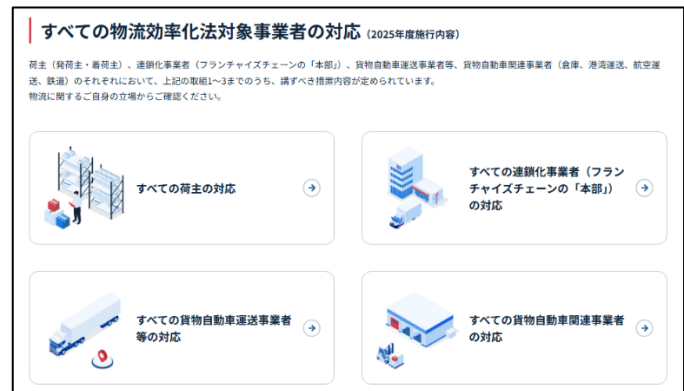 すべての物流効率化法対象事業者の対応 (2025年度施行内容)
荷主（発荷主・着荷主）、連鎖化事業者（フランチャイズチェーンの「本部」）、貨物自動車運送事業者等、貨物自動車関連事業者（倉庫、港湾運送、航空運
送、鉄道）のそれぞれにおいて、上記の取組1~3までのうち、講ずべき措置内容が定められています。
物流に関するご自身の立場からご確認ください。
すべての荷主の対応
すべての連鎖化事業者（フラン
チャイズチェーンの「本部」）
の対応
すべての貨物自動車運送事業者
等の対応
すべての貨物自動車関連事業者
の対応